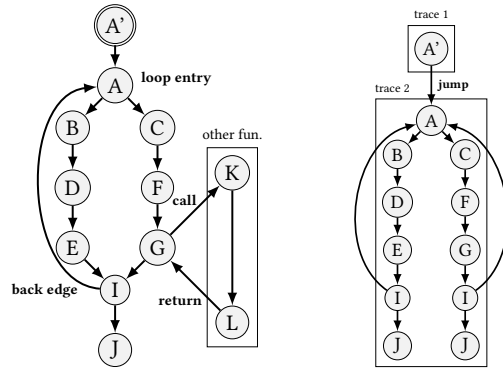 A'
A
loop entry
B
C
other fun.
D
F
call
K
E
G
back edge
I
return
L
J
trace 1
A'
jump
trace 2
A
B
C
D
F
E
G
I
I
J
J